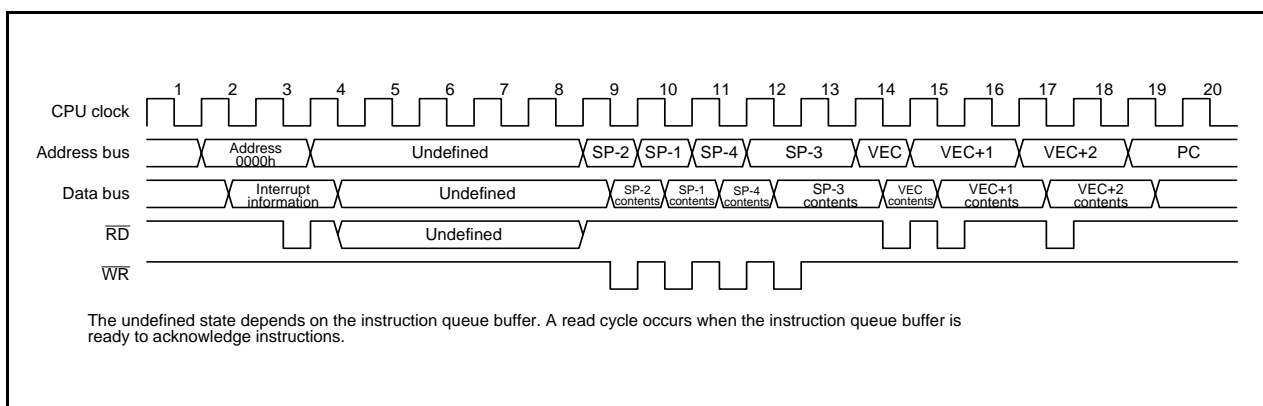 1 2 3 4 5 6 7 8 9 10 11 12 13 14 15 16 17 18 19 20
CPU clock
Address bus Address 0000h Undefined SP-2 SP-1 SP-4 SP-3 VEC VEC+1 VEC+2 PC
Data bus Interrupt information Undefined SP-2 contents SP-1 contents SP-4 contents SP-3 contents VEC contents VEC+1 contents VEC+2 contents
RD Undefined
WR
The undefined state depends on the instruction queue buffer. A read cycle occurs when the instruction queue buffer is
ready to acknowledge instructions.